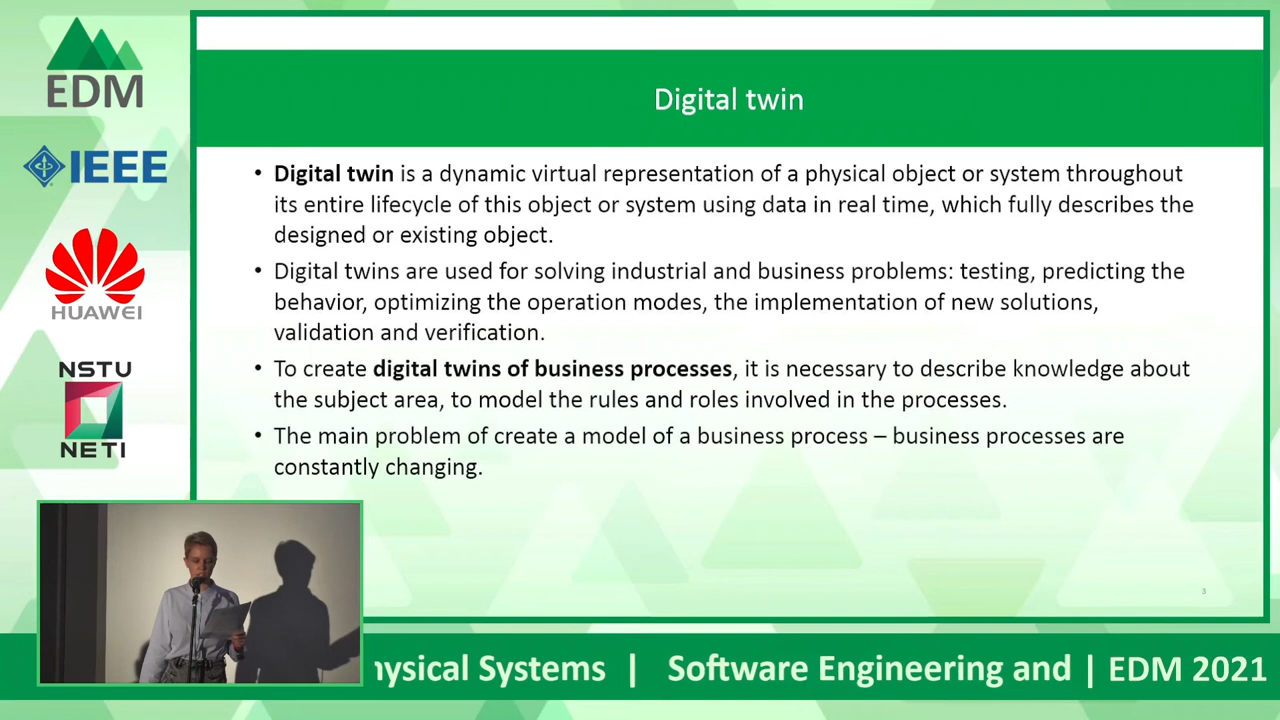 EDM
IEEE
HUAWEI
NSTU
NETI
Digital twin
• Digital twin is a dynamic virtual representation of a physical object or system throughout
its entire lifecycle of this object or system using data in real time, which fully describes the
designed or existing object.
• Digital twins are used for solving industrial and business problems: testing, predicting the
behavior, optimizing the operation modes, the implementation of new solutions,
validation and verification.
• To create digital twins of business processes, it is necessary to describe knowledge about
the subject area, to model the rules and roles involved in the processes.
• The main problem of create a model of a business process – business processes are
constantly changing.
3
hysical Systems | Software Engineering and | EDM 2021